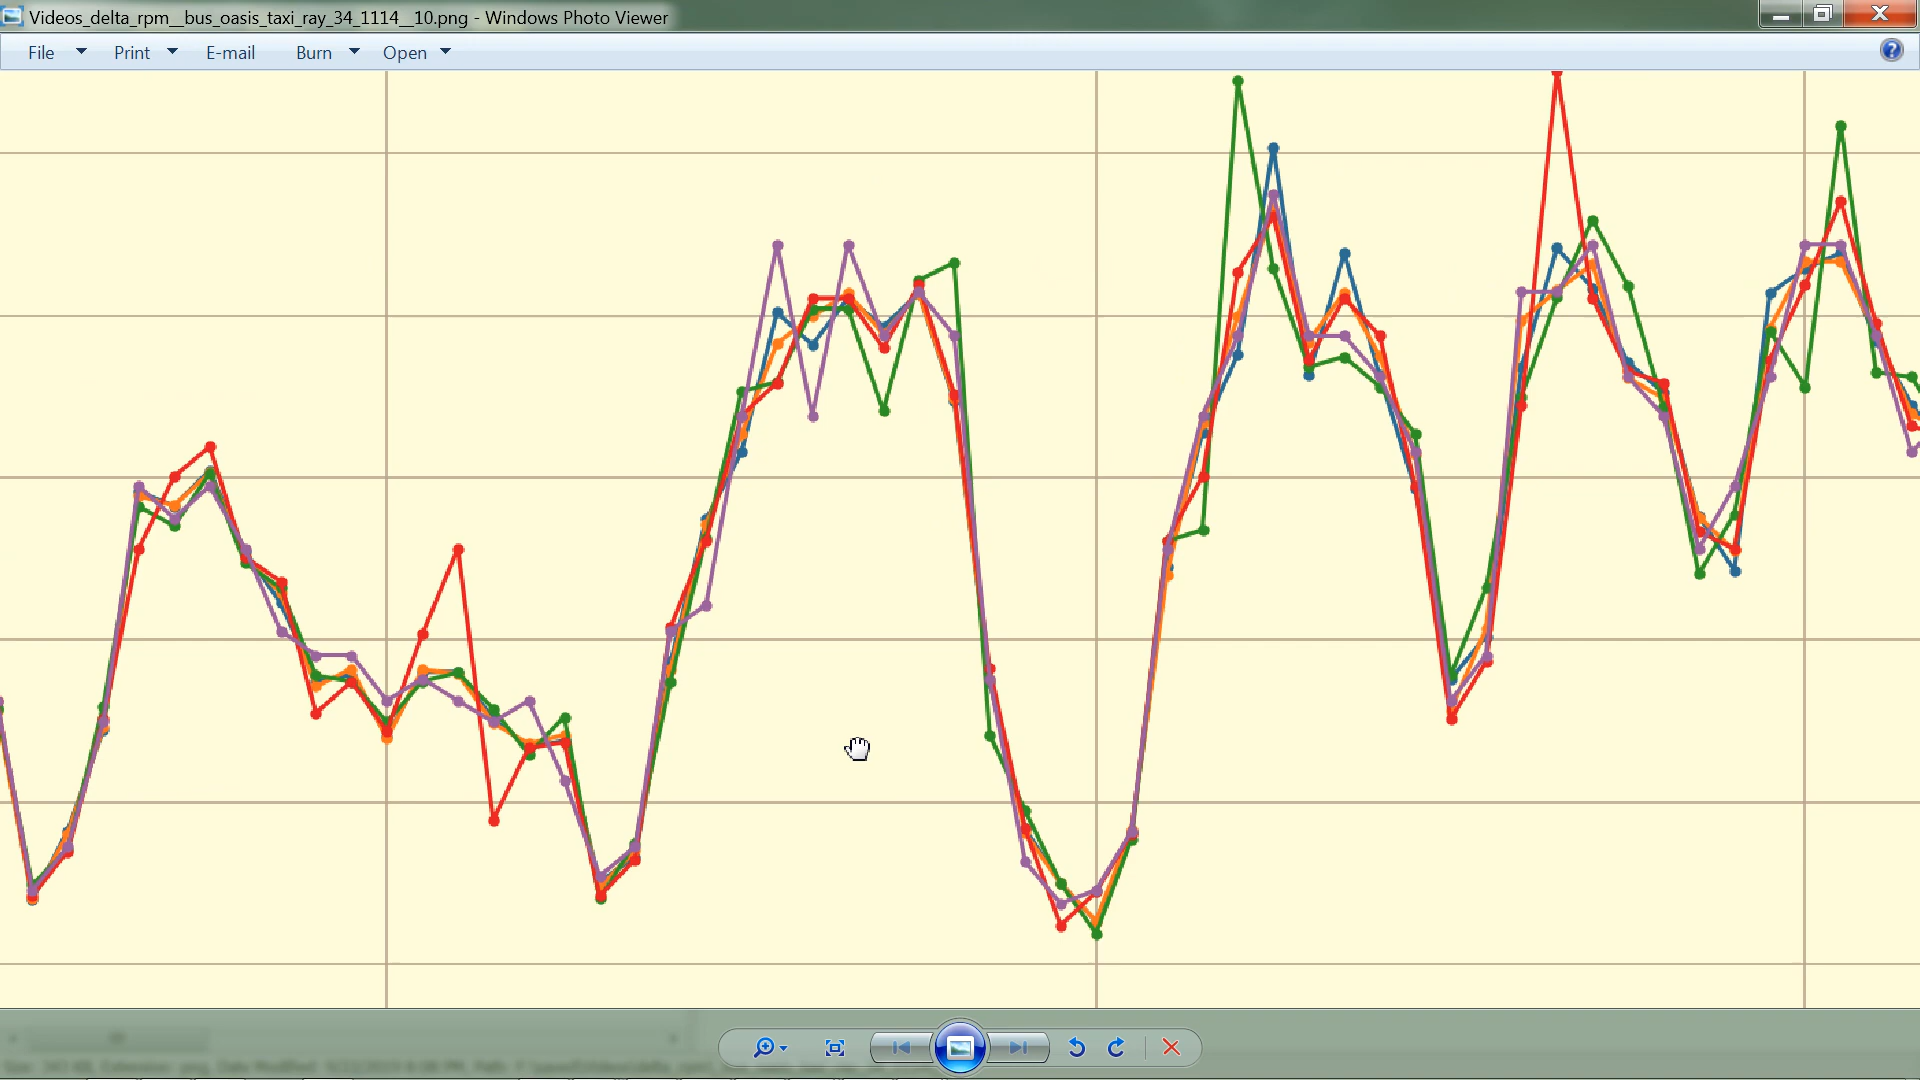 Videos_delta_rpm__bus_oasis_taxi_ray_34_1114__10.png - Windows Photo Viewer
File Print E-mail Burn Open